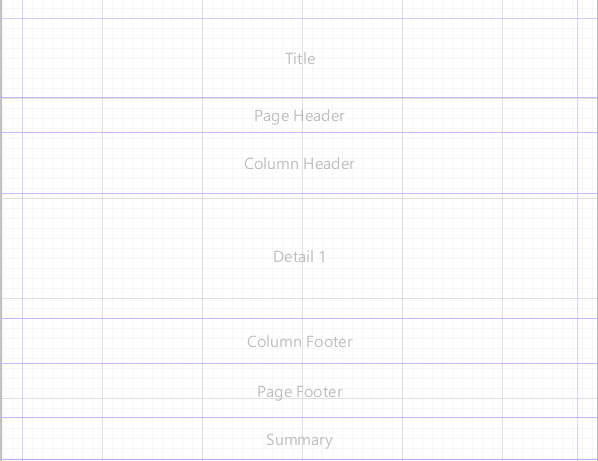 Title
Page Header
Column Header
Detail 1
Column Footer
Page Footer
Summary